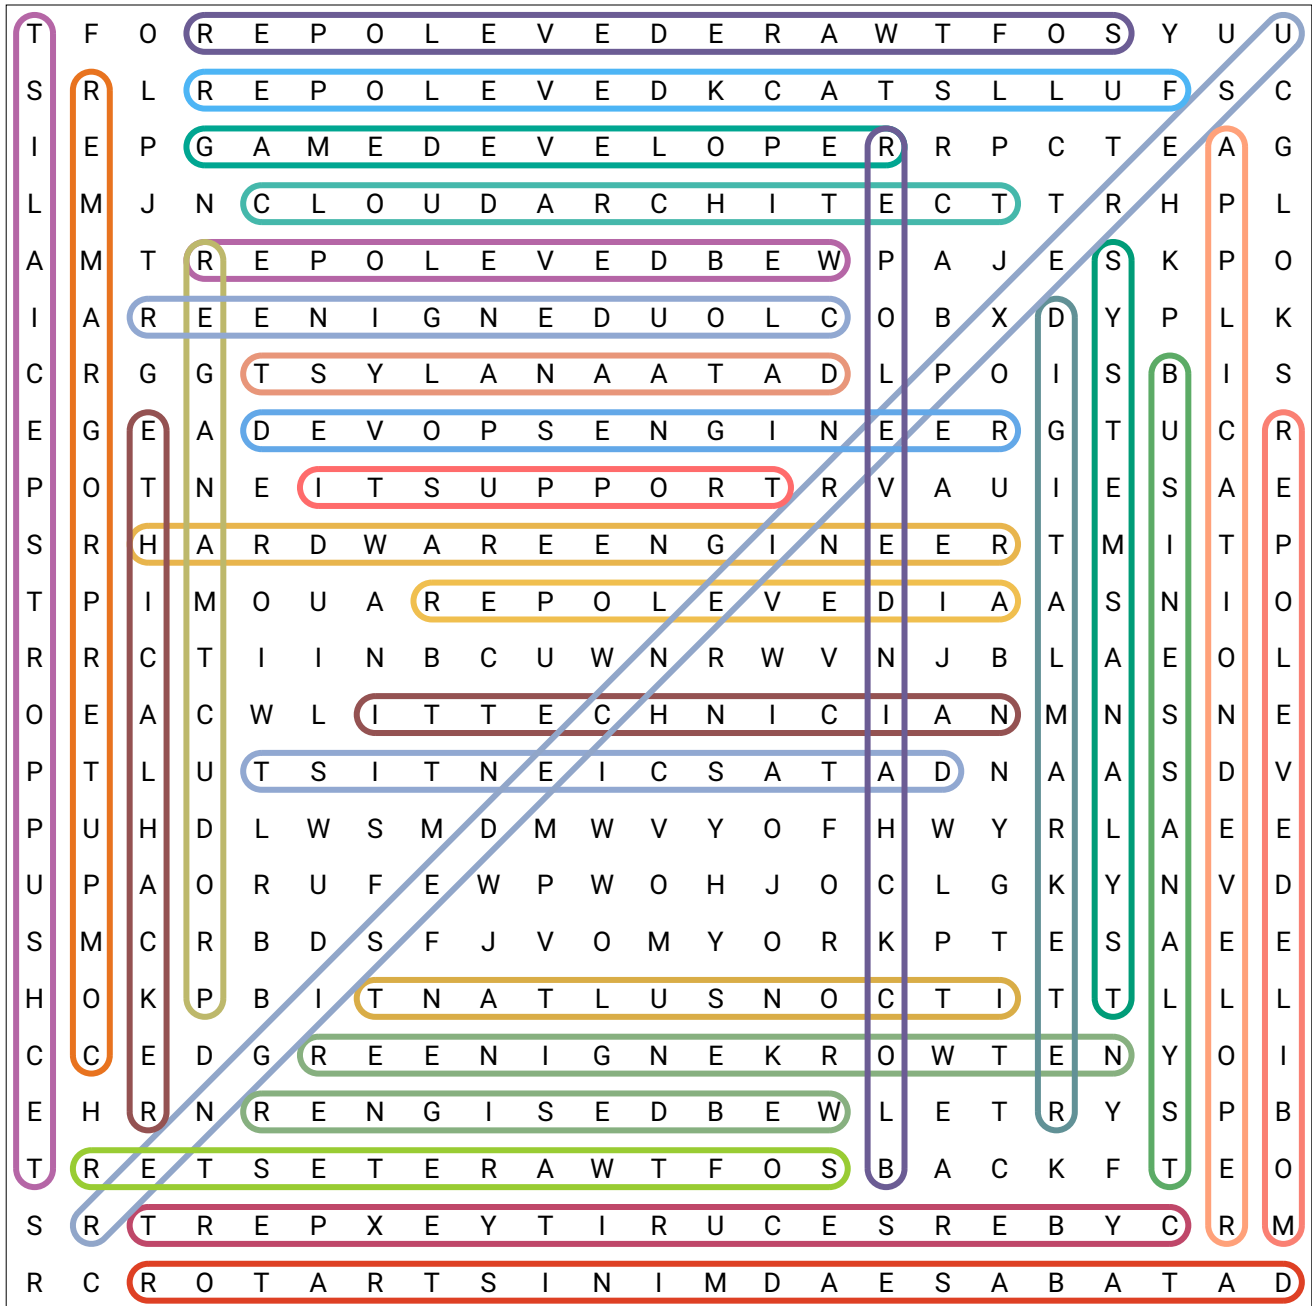 T F O R E P O L E V E D E R A W T F O S Y U U
S R L R E P O L E V E D K C A T S L L U F S C
I E P G A M E D E V E L O P E R R P C T E A G
L M J N C L O U D A R C H I T E C T T R H P L
A M T R E P O L E V E D B E W P A J E S K P O
I A R E E N I G N E D U O L C O B X D Y P L K
C R G G T S Y L A N A A T A D L P O I S B I S
E G E A D E V O P S E N G I N E E R G T U C R
P O T N E I T S U P P O R T R V A U I E S A E
S R H A R D W A R E E N G I N E E R T M I T P
T P I M O U A R E P O L E V E D I A A S N I O
R R C T I I N B C U W N R W V N J B L A E O L
O E A C W L I T T E C H N I C I A N M N S N E
P T L U T S I T N E I C S A T A D N A A S D V
P U H D L W S M D M W V Y O F H W Y R L A E E
U P A O R U F E W P W O H J O C L G K Y N V D
S M C R B D S F J V O M Y O R K P T E S A E E
H O K P B I T N A T L U S N O C T I T T L L L
C C E D G R E E N I G N E K R O W T E N Y O I
E H R N R E N G I S E D B E W L E T R Y S P B
T R E T S E T E R A W T F O S B A C K F T E O
S R T R E P X E Y T I R U C E S R E B Y C R M
R C R O T A R T S I N I M D A E S A B A T A D